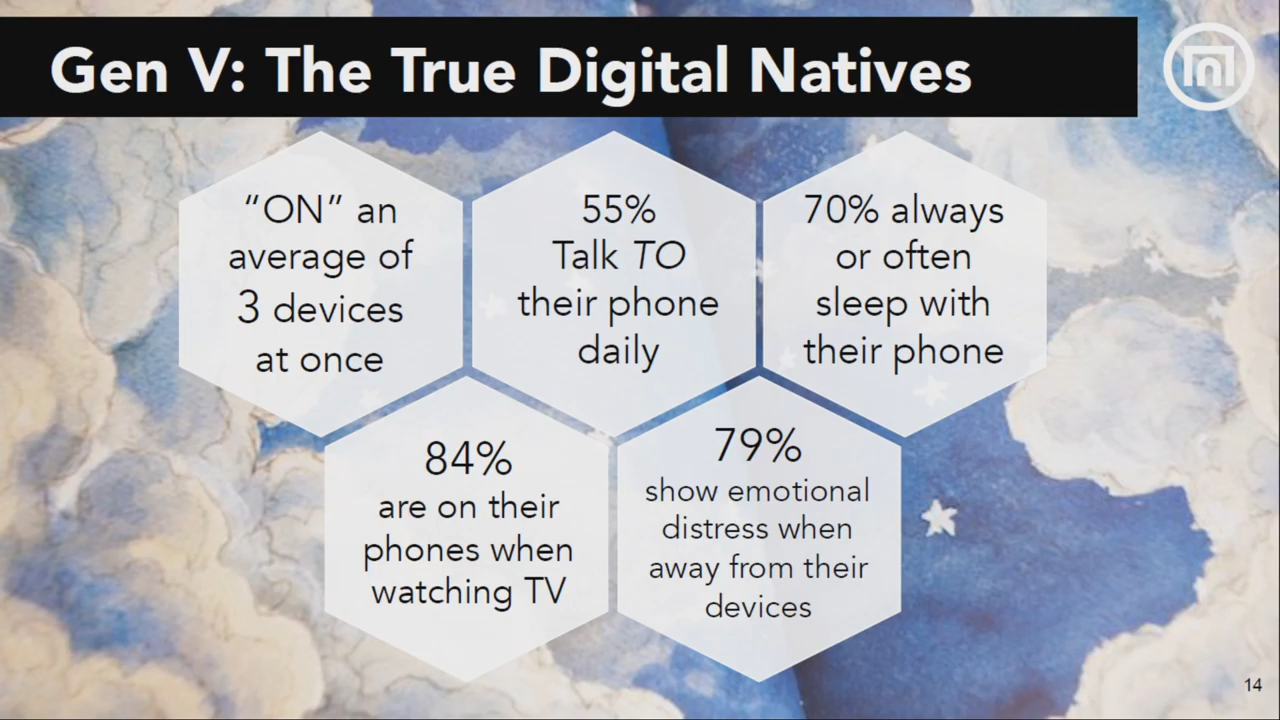 Gen V: The True Digital Natives
“ON” an
average of
3 devices
at once
55%
Talk TO
their phone
daily
70% always
or often
sleep with
their phone
84%
are on their
phones when
watching TV
79%
show emotional
distress when
away from their
devices
14